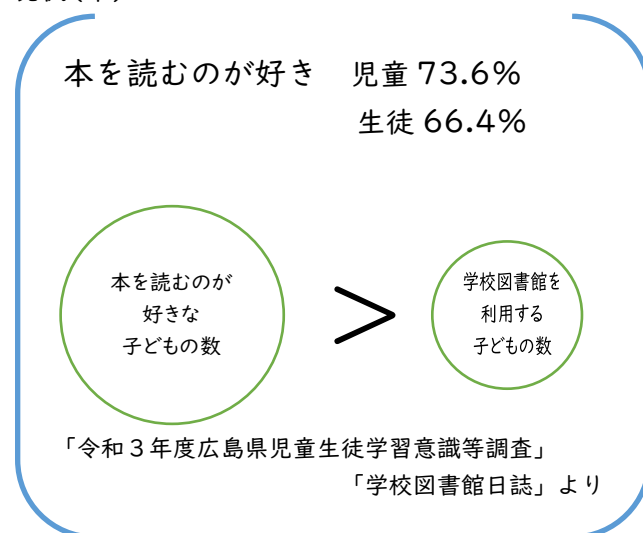 本を読むのが好き 児童 73.6%
生徒 66.4%
本を読むのが
好きな
子どもの数
>
学校図書館を
利用する
子どもの数
「令和3年度広島県児童生徒学習意識等調査」
「学校図書館日誌」より